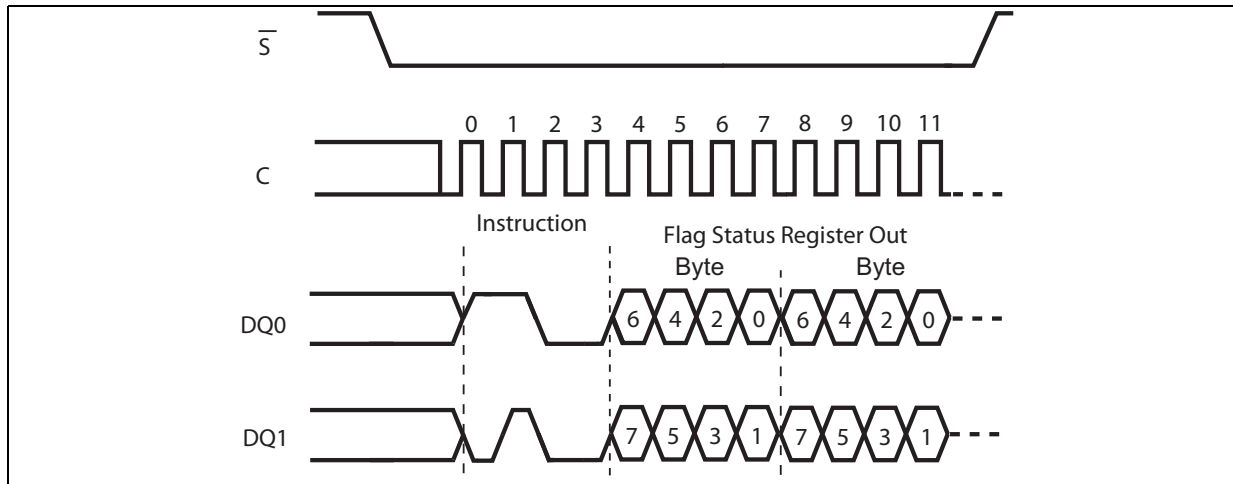 S
0 1 2 3 4 5 6 7 8 9 10 11
C
Instruction
Flag Status Register Out
Byte Byte
DQ0 6 4 2 0 6 4 2 0
DQ1 7 5 3 1 7 5 3 1